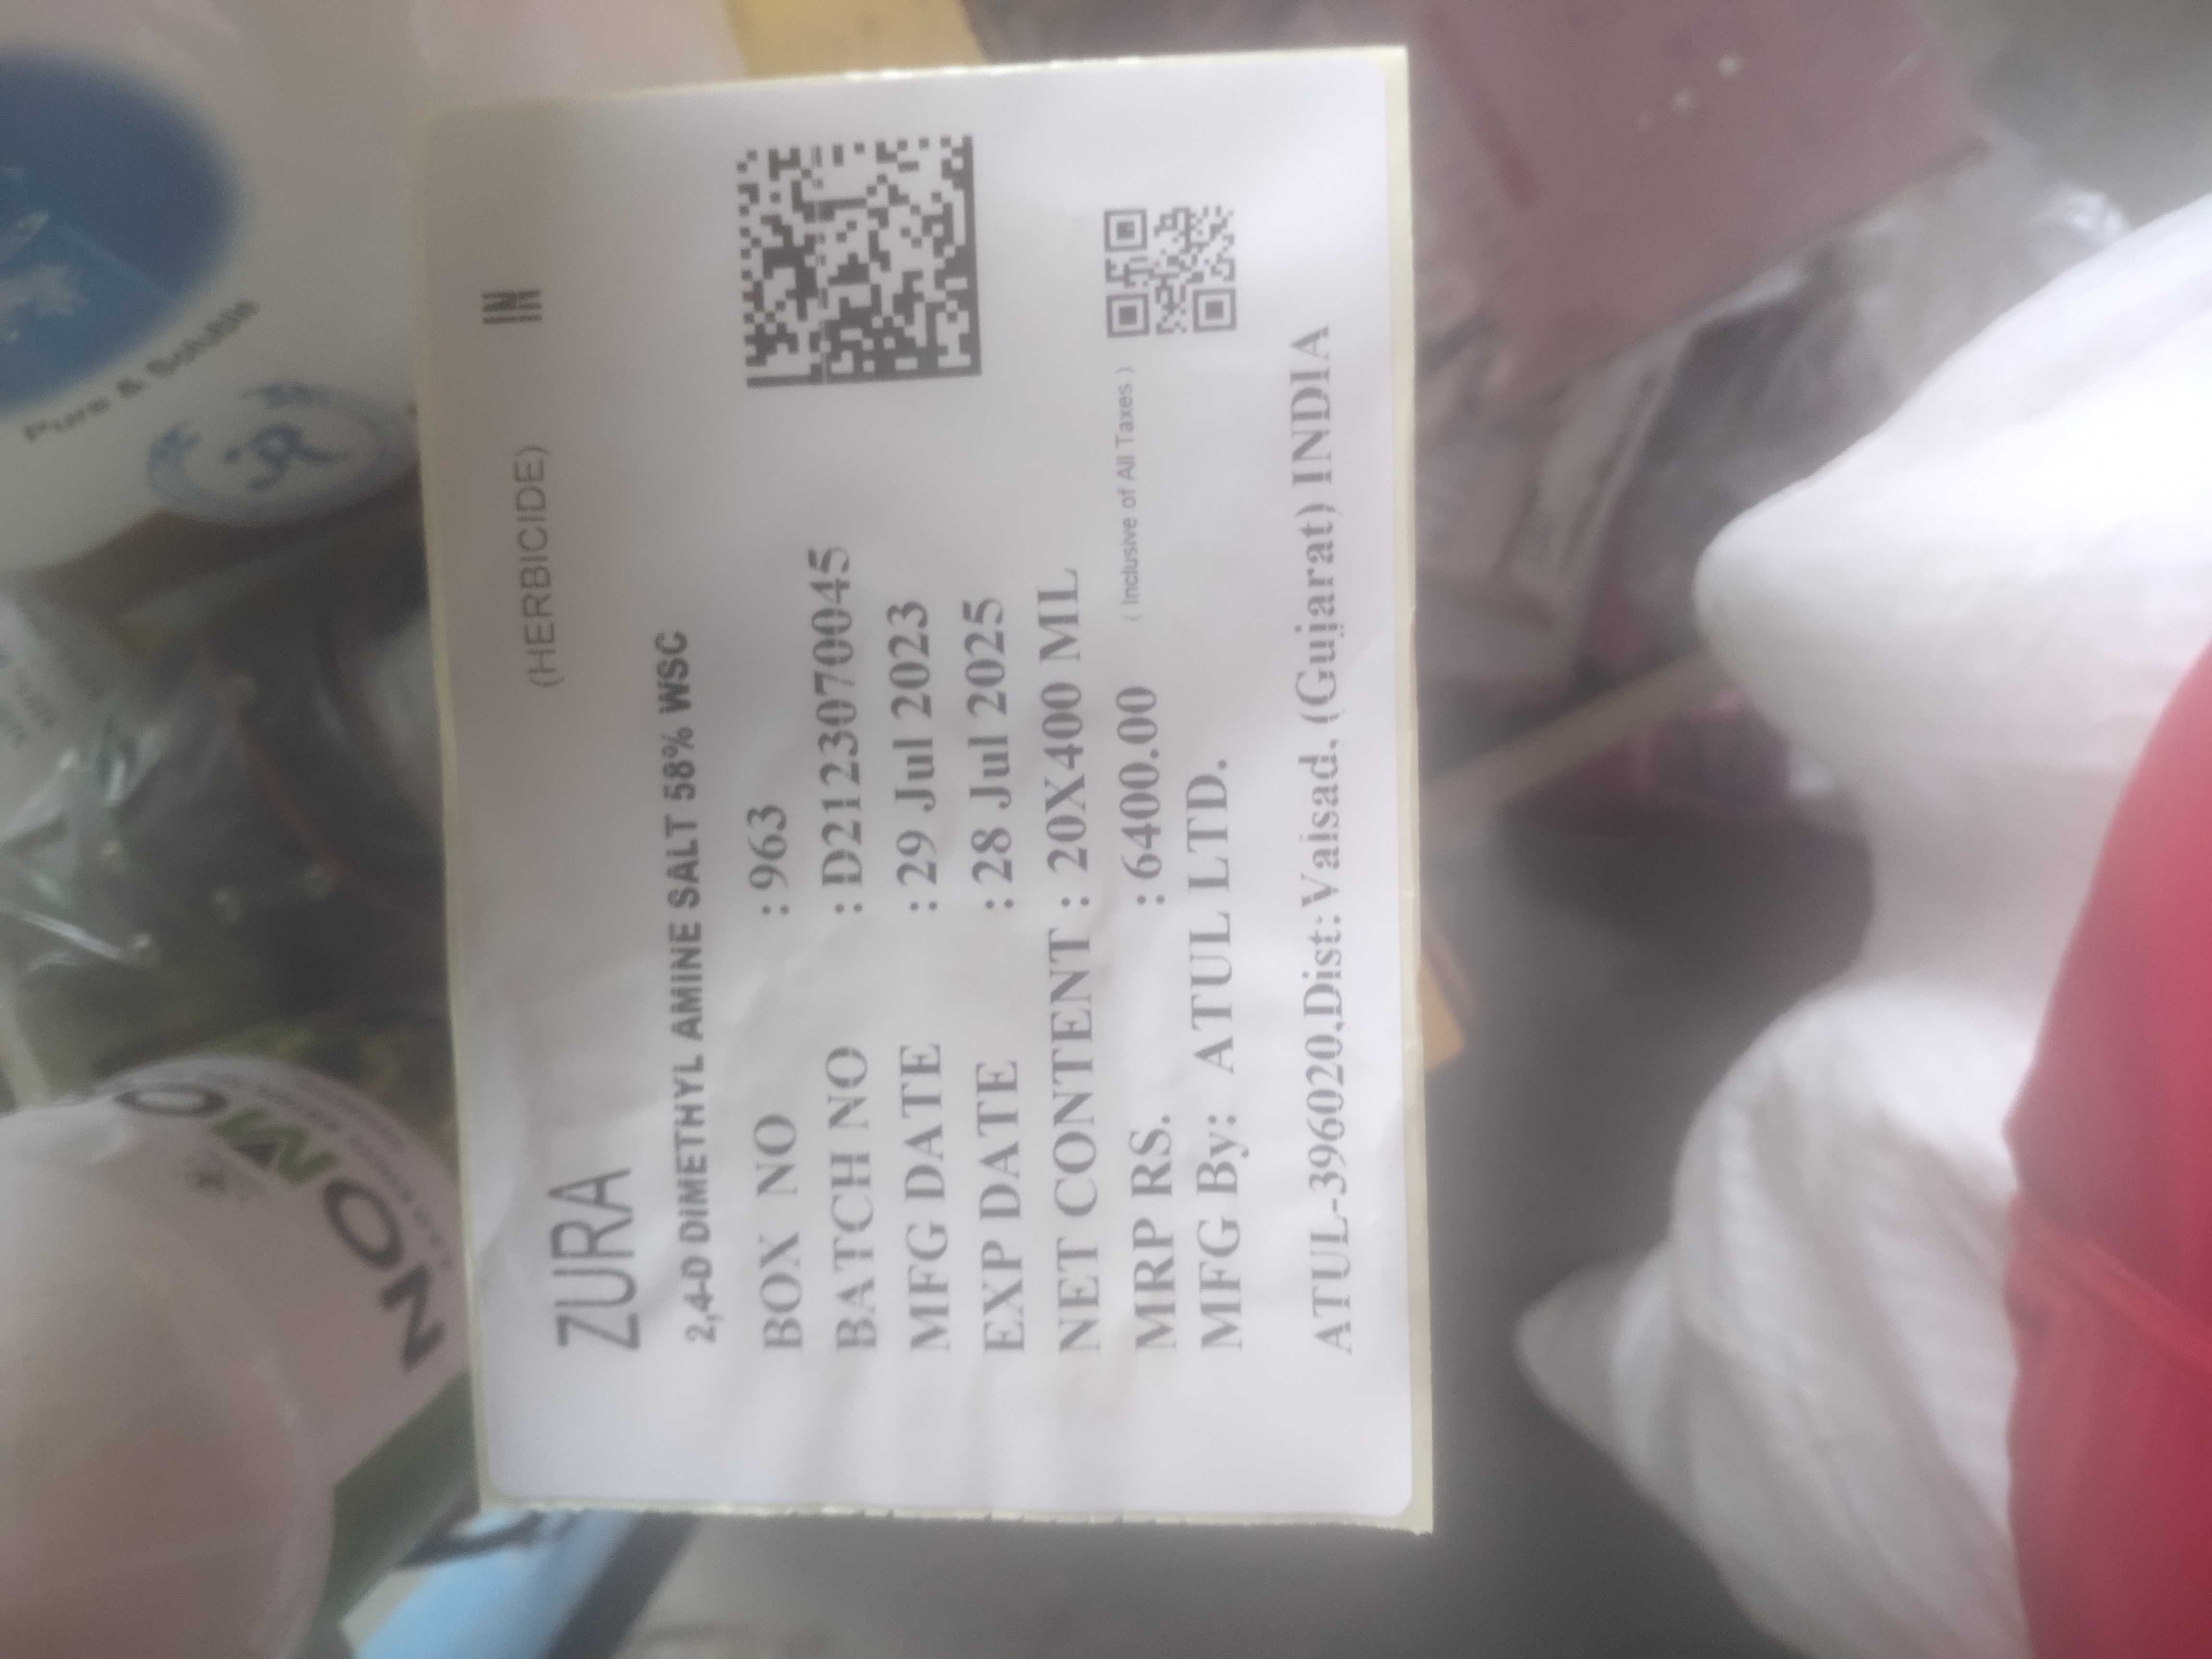 ZURA
(HERBICIDE)
IN
2,4-D DIMETHYL AMINE SALT 58% WSC
BOX NO : 963
BATCH NO : D2123070045
MFG DATE : 29 Jul 2023
EXP DATE : 28 Jul 2025
NET CONTENT : 20X400 ML
MRP RS. : 6400.00 ( Inclusive of All Taxes )
MFG By: ATUL LTD.
ATUL-396020,Dist:Valsad, (Gujarat) INDIA
Pure & Soluble